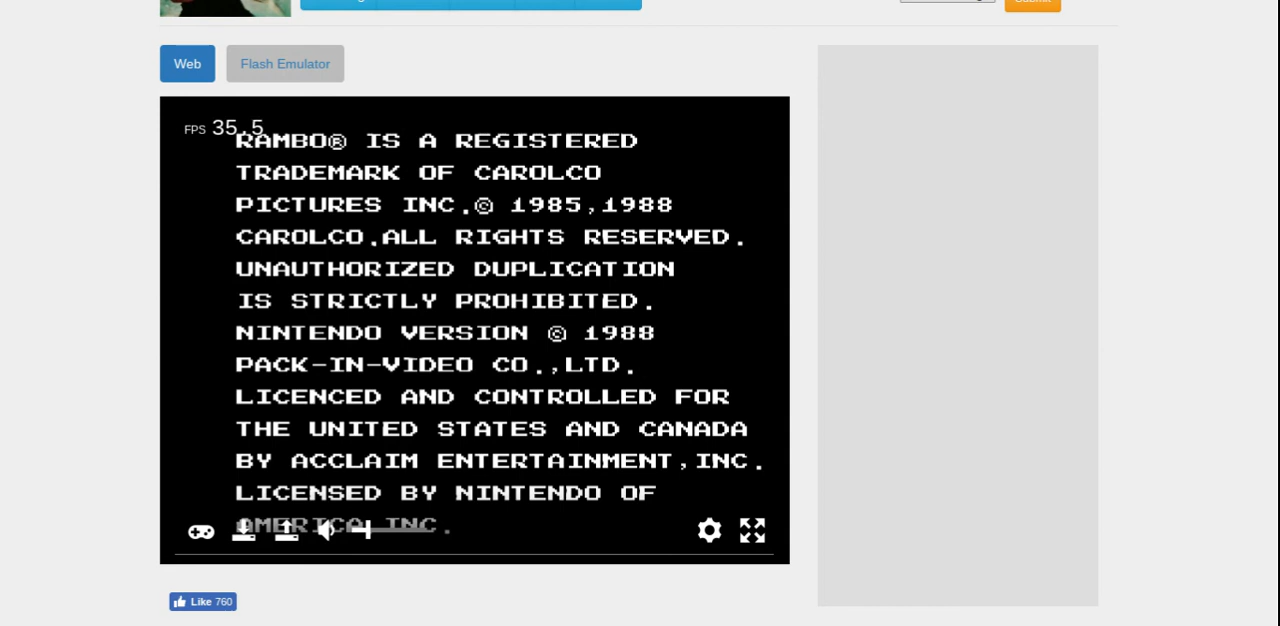 Web
Flash Emulator
FPS 35.5
RAMBO® IS A REGISTERED
TRADEMARK OF CAROLCO
PICTURES INC.© 1985,1988
CAROLCO.ALL RIGHTS RESERVED.
UNAUTHORIZED DUPLICATION
IS STRICTLY PROHIBITED.
NINTENDO VERSION © 1988
PACK-IN-VIDEO CO.,LTD.
LICENCED AND CONTROLLED FOR
THE UNITED STATES AND CANADA
BY ACCLAIM ENTERTAINMENT,INC.
LICENSED BY NINTENDO OF
AMERICA INC.
Like 760